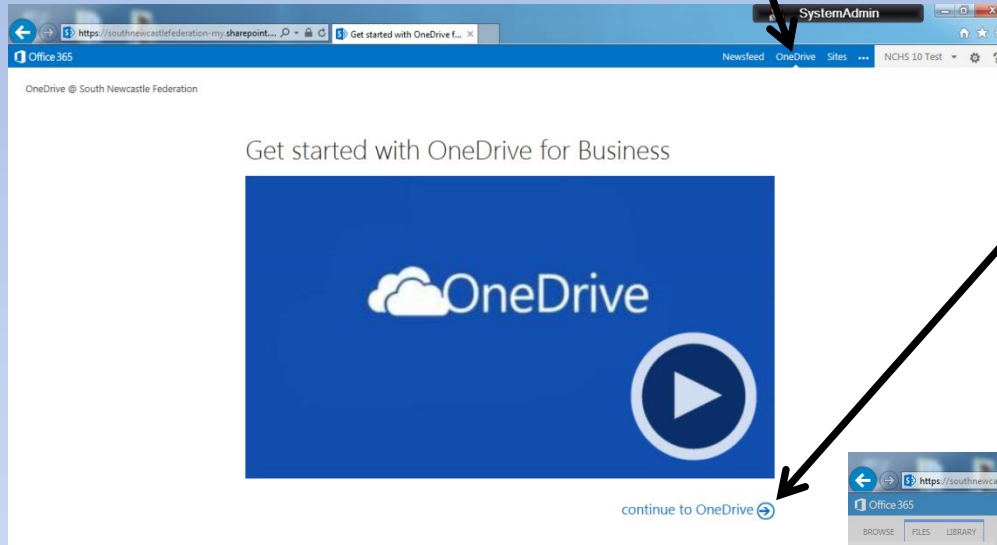 SystemAdmin
https://southnewcastlefederation-my.sharepoint.... Get started with OneDrive f...
Office 365 Newsfeed OneDrive Sites ... NCHS 10 Test ?
OneDrive @ South Newcastle Federation
Get started with OneDrive for Business
OneDrive
continue to OneDrive
https://southnewca
Office 365
BROWSE FILES LIBRARY